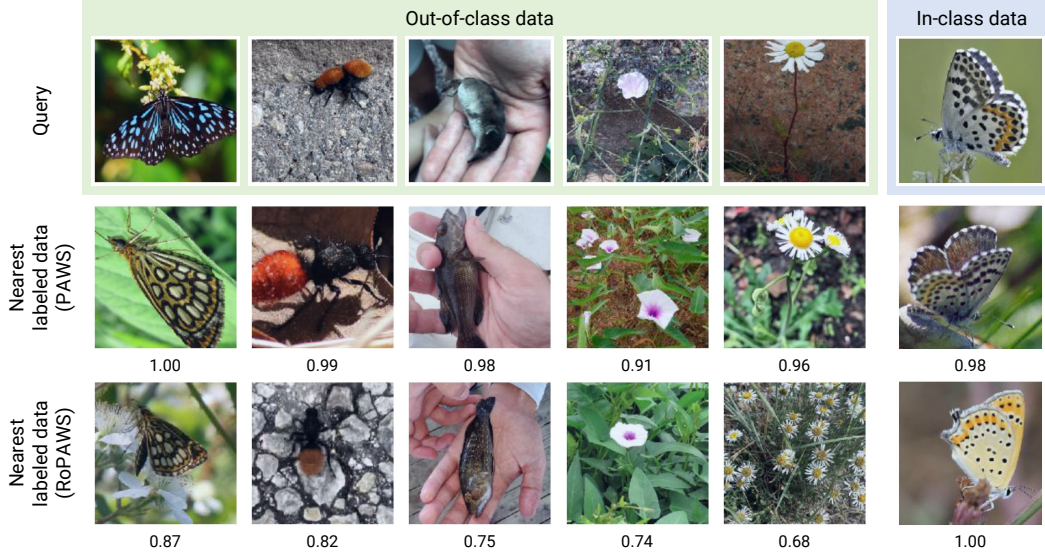 Out-of-class data
In-class data
Query
Nearest
labeled data
(PAWS)
1.00 0.99 0.98 0.91 0.96 0.98
Nearest
labeled data
(RoPAWS)
0.87 0.82 0.75 0.74 0.68 1.00